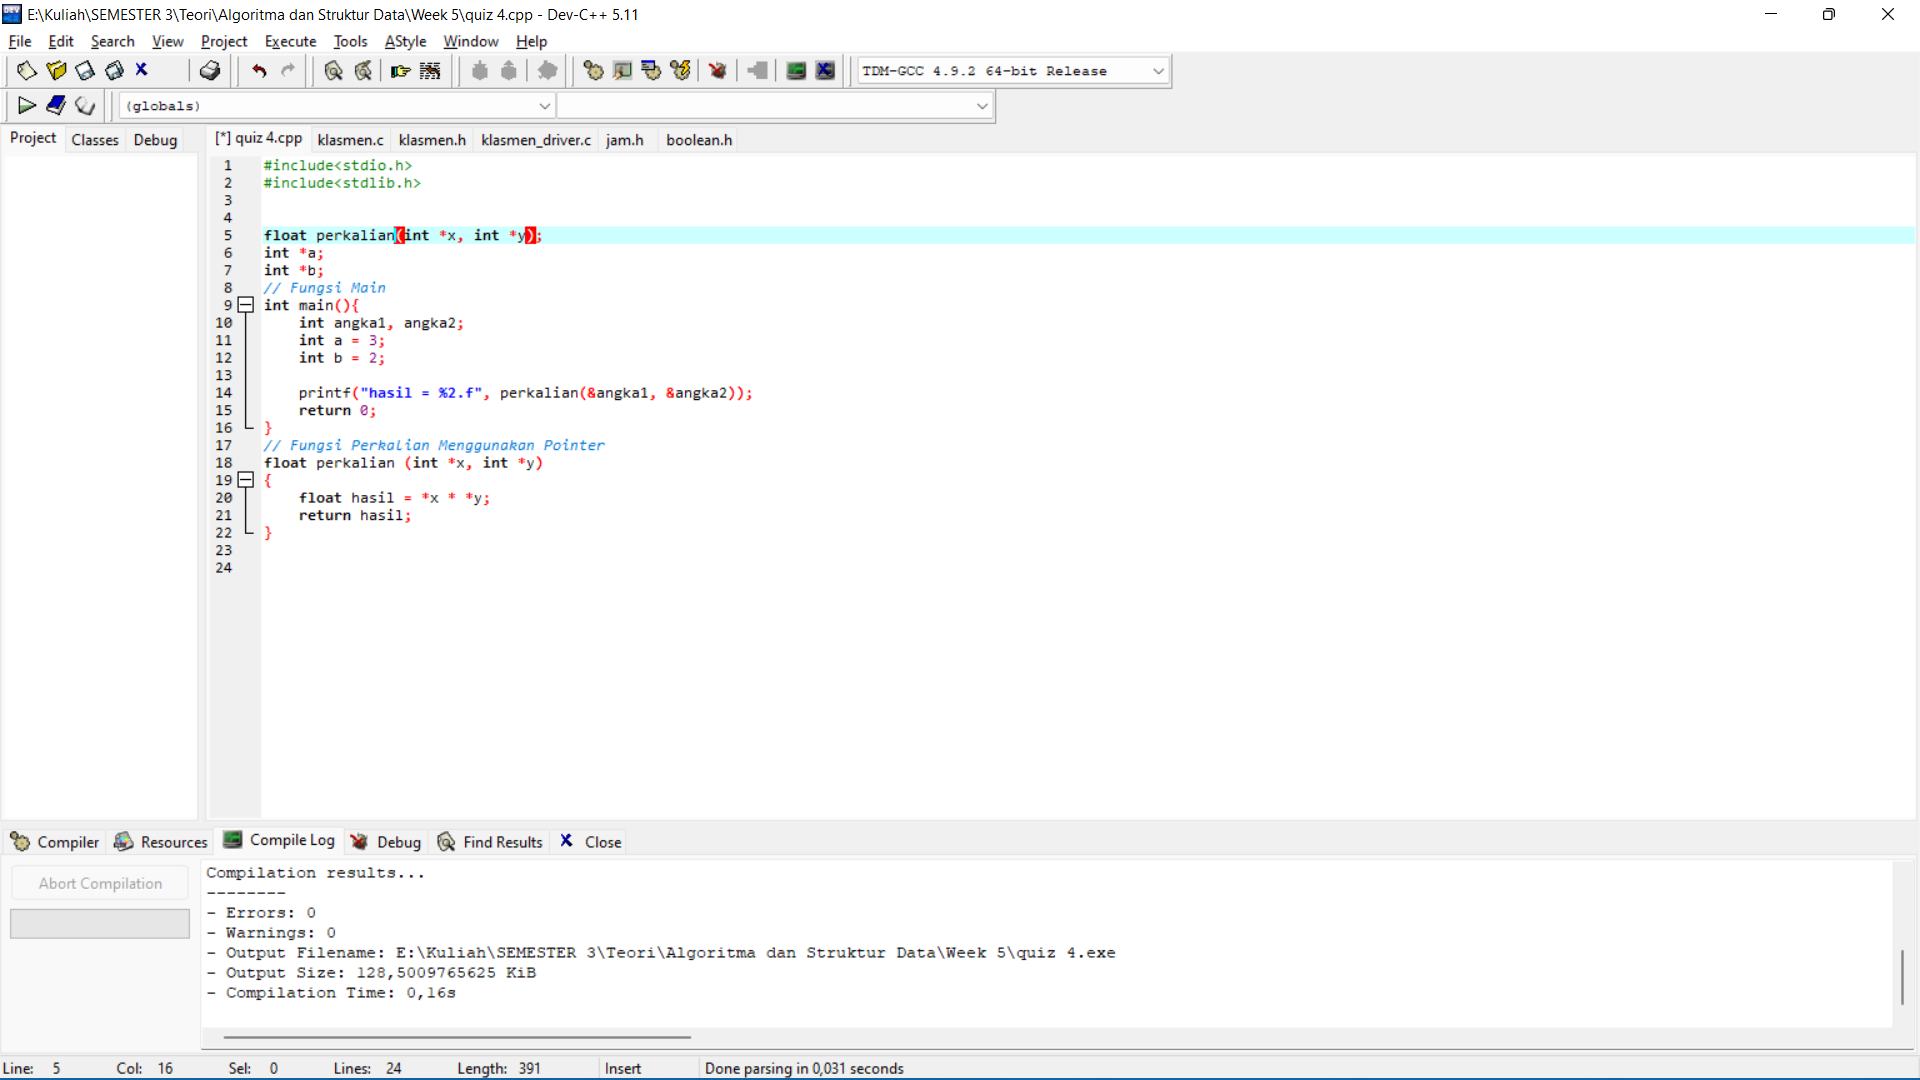 E:\Kuliah\SEMESTER 3\Teori\Algoritma dan Struktur Data\Week 5\quiz 4.cpp - Dev-C++ 5.11
File Edit Search View Project Execute Tools AStyle Window Help
TDM-GCC 4.9.2 64-bit Release
(globals)
Project Classes Debug [*] quiz 4.cpp klasmen.c klasmen.h klasmen_driver.c jam.h boolean.h
1 #include<stdio.h>
2 #include<stdlib.h>
3
4
5 float perkalian(int *x, int *y);
6 int *a;
7 int *b;
8 // Fungsi Main
9 int main(){
10 int angka1, angka2;
11 int a = 3;
12 int b = 2;
13
14 printf("hasil = %2.f", perkalian(&angka1, &angka2));
15 return 0;
16 }
17 // Fungsi Perkalian Menggunakan Pointer
18 float perkalian (int *x, int *y)
19 {
20 float hasil = *x * *y;
21 return hasil;
22 }
23
24
Compiler Resources Compile Log Debug Find Results Close
Abort Compilation
Compilation results...
--------
- Errors: 0
- Warnings: 0
- Output Filename: E:\Kuliah\SEMESTER 3\Teori\Algoritma dan Struktur Data\Week 5\quiz 4.exe
- Output Size: 128,5009765625 KiB
- Compilation Time: 0,16s
Line: 5 Col: 16 Sel: 0 Lines: 24 Length: 391 Insert Done parsing in 0,031 seconds